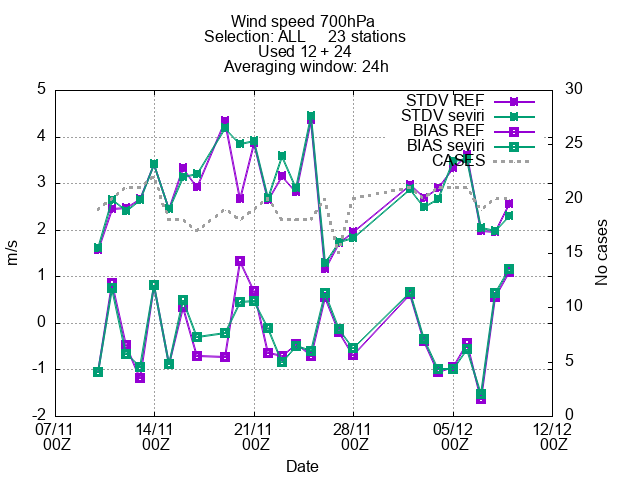 Wind speed 700hPa
Selection: ALL 23 stations
Used 12 + 24
Averaging window: 24h
5
4
3
2
1
0
-1
-2
30
25
20
15
10
5
0
STDV REF
STDV seviri
BIAS REF
BIAS seviri
CASES
m/s
No cases
07/11 14/11 21/11 28/11 05/12 12/12
00Z 00Z 00Z 00Z 00Z 00Z
Date